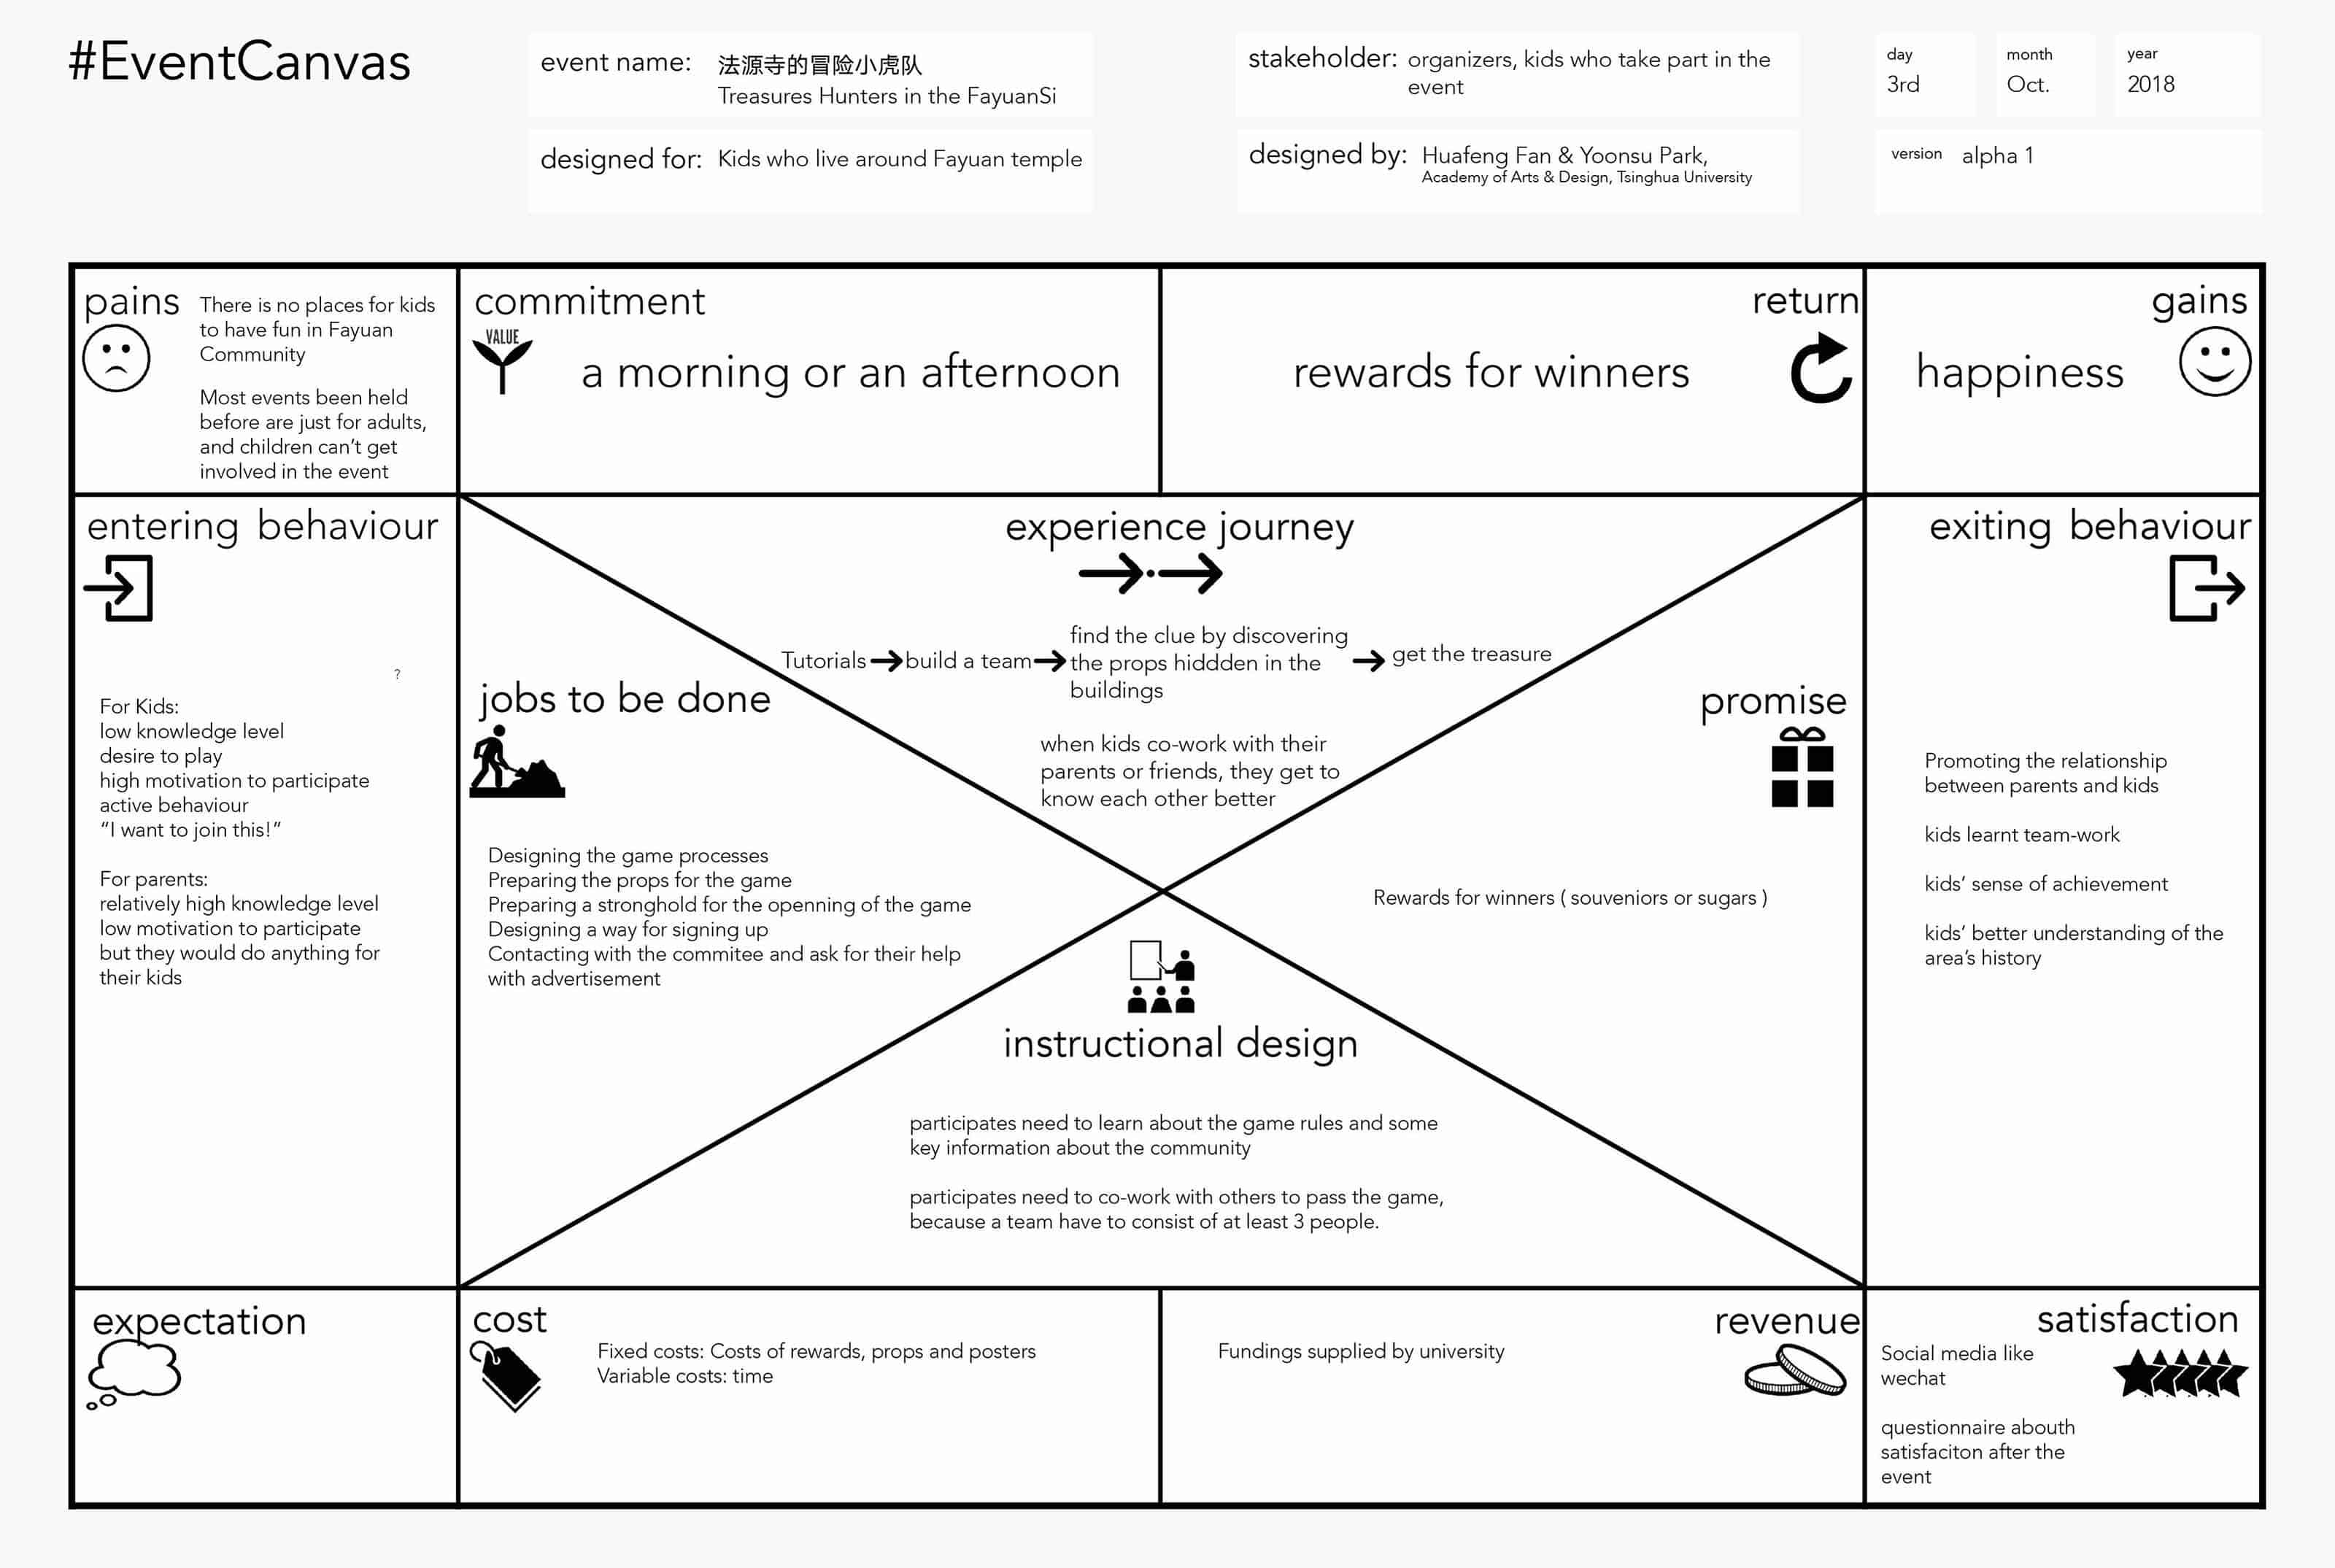 #EventCanvas
event name: 法源寺的冒险小虎队
Treasures Hunters in the FayuanSi
designed for: Kids who live around Fayuan temple
stakeholder: organizers, kids who take part in the
event
designed by: Huafeng Fan & Yoonsu Park,
Academy of Arts & Design, Tsinghua University
day
3rd
month
Oct.
year
2018
version alpha 1
pains
There is no places for kids
to have fun in Fayuan
Community
Most events been held
before are just for adults,
and children can't get
involved in the event
commitment
VALUE
a morning or an afternoon
return
rewards for winners
gains
happiness
entering behaviour
?
For Kids:
low knowledge level
desire to play
high motivation to participate
active behaviour
"I want to join this!"
For parents:
relatively high knowledge level
low motivation to participate
but they would do anything for
their kids
jobs to be done
Designing the game processes
Preparing the props for the game
Preparing a stronghold for the openning of the game
Designing a way for signing up
Contacting with the commitee and ask for their help
with advertisement
experience journey
Tutorials
build a team
find the clue by discovering
the props hiddden in the
buildings
get the treasure
when kids co-work with their
parents or friends, they get to
know each other better
promise
Rewards for winners ( souveniors or sugars )
instructional design
participates need to learn about the game rules and some
key information about the community
participates need to co-work with others to pass the game,
because a team have to consist of at least 3 people.
exiting behaviour
Promoting the relationship
between parents and kids
kids learnt team-work
kids' sense of achievement
kids' better understanding of the
area's history
expectation
cost
Fixed costs: Costs of rewards, props and posters
Variable costs: time
revenue
Fundings supplied by university
satisfaction
Social media like
wechat
questionnaire abouth
satisfaciton after the
event